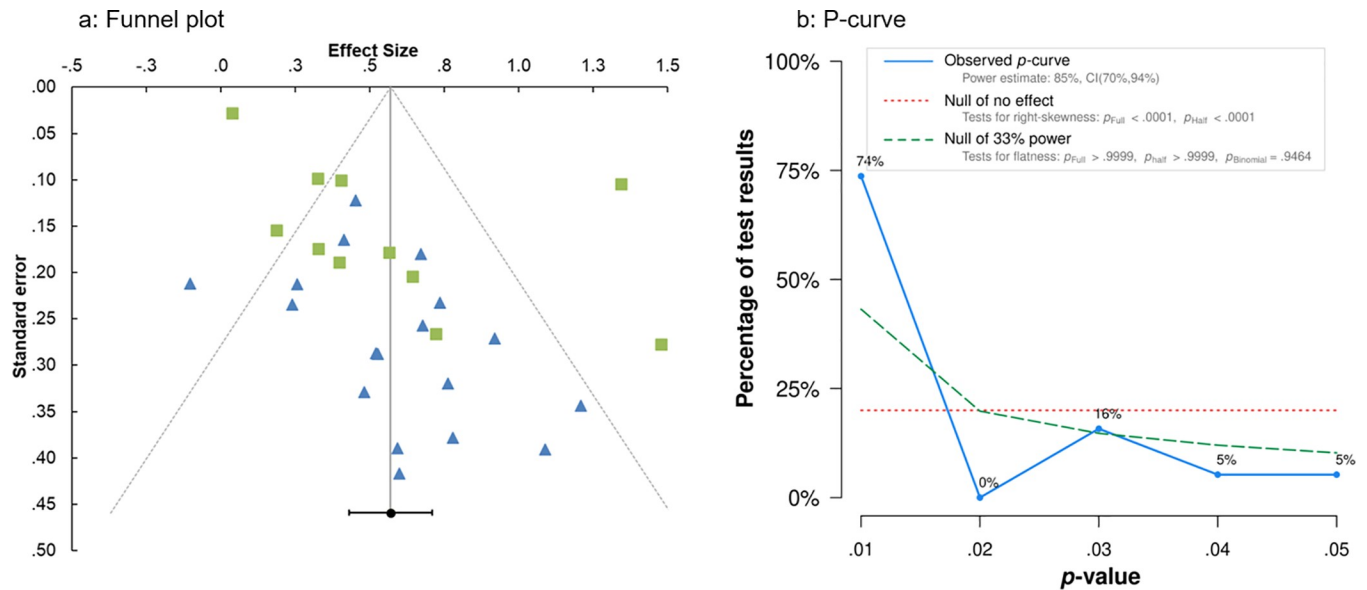 a: Funnel plot
Effect Size
-.5 -.3 .0 .3 .5 .8 1.0 1.3 1.5
Standard error
.00
.05
.10
.15
.20
.25
.30
.35
.40
.45
.50
b: P-curve
Observed p-curve
Power estimate: 85%, CI(70%,94%)
Null of no effect
Tests for right-skewness: pFull < .0001, pHalf < .0001
Null of 33% power
Tests for flatness: pFull > .9999, phalf > .9999, pBinomial = .9464
Percentage of test results
100%
75%
50%
25%
0%
74%
0%
16%
5%
5%
.01 .02 .03 .04 .05
p-value